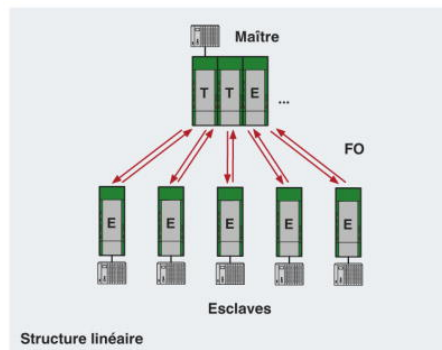 Maître
T T E ...
FO
E E E E E
Esclaves
Structure linéaire